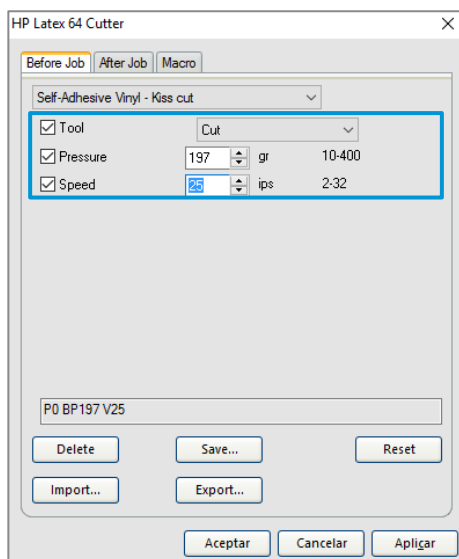 HP Latex 64 Cutter
Before Job After Job Macro
Self-Adhesive Vinyl - Kiss cut
Tool Cut
Pressure 197 gr 10-400
Speed 25 ips 2-32
P0 BP197 V25
Delete Save... Reset
Import... Export...
Aceptar Cancelar Aplicar